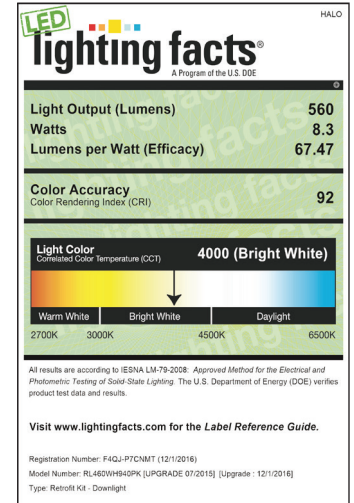 HALO
LED
lighting facts®
A Program of the U.S. DOE
Light Output (Lumens) 560
Watts 8.3
Lumens per Watt (Efficacy) 67.47
Color Accuracy
Color Rendering Index (CRI) 92
Light Color
Correlated Color Temperature (CCT) 4000 (Bright White)
Warm White Bright White Daylight
2700K 3000K 4500K 6500K
All results are according to IESNA LM-79-2008: Approved Method for the Electrical and
Photometric Testing of Solid-State Lighting. The U.S. Department of Energy (DOE) verifies
product test data and results.
Visit www.lightingfacts.com for the Label Reference Guide.
Registration Number: F4QJ-P7CNMT (12/1/2016)
Model Number: RL460WH940PK [UPGRADE 07/2015] [Upgrade : 12/1/2016]
Type: Retrofit Kit - Downlight